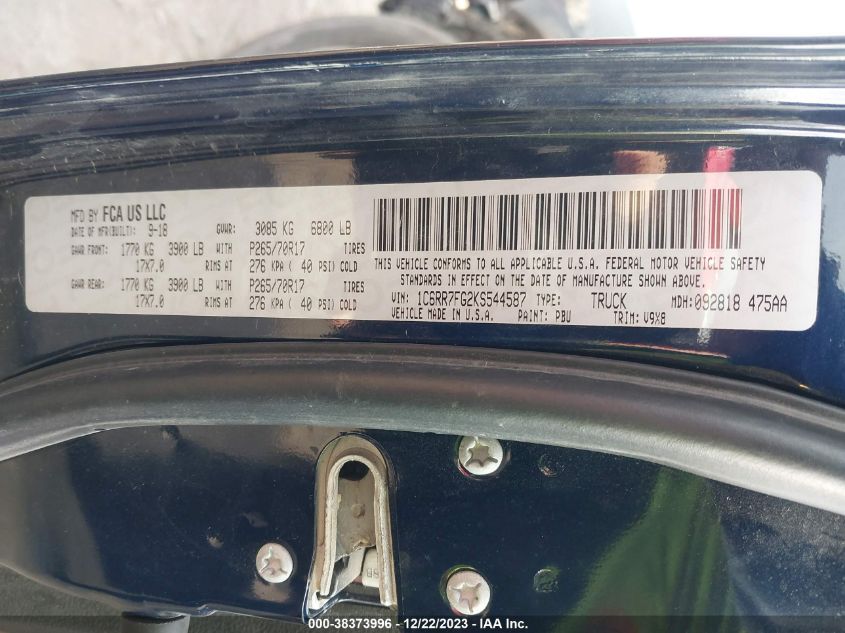 MFD BY FCA US LLC
DATE OF MFR(BUILT): 9-18 GVWR: 3085 KG 6800 LB
GAWR FRONT: 1770 KG 3900 LB WITH P265/70R17 TIRES
17X7.0 RIMS AT 276 KPA ( 40 PSI) COLD
GAWR REAR: 1770 KG 3900 LB WITH P265/70R17 TIRES
17X7.0 RIMS AT 276 KPA ( 40 PSI) COLD
THIS VEHICLE CONFORMS TO ALL APPLICABLE U.S.A. FEDERAL MOTOR VEHICLE SAFETY
STANDARDS IN EFFECT ON THE DATE OF MANUFACTURE SHOWN ABOVE.
VIN: 1C6RR7FG2KS544587 TYPE: TRUCK MDH: 092818 475AA
VEHICLE MADE IN U.S.A. PAINT: PBU TRIM: V9X8
000-38373996 - 12/22/2023 - IAA Inc.